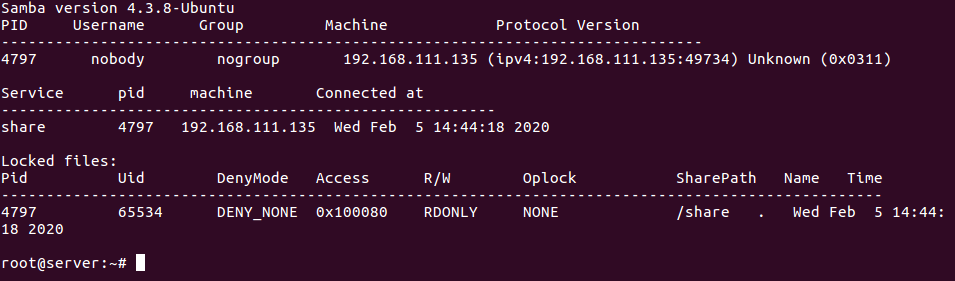 Samba version 4.3.8-Ubuntu
PID     Username      Group          Machine              Protocol Version
------------------------------------------------------------------------------
4797      nobody        nogroup       192.168.111.135 (ipv4:192.168.111.135:49734) Unknown (0x0311)
Service      pid     machine       Connected at
-------------------------------------------------------
share        4797   192.168.111.135  Wed Feb  5 14:44:18 2020
Locked files:
Pid          Uid        DenyMode   Access      R/W        Oplock           SharePath   Name   Time
--------------------------------------------------------------------------------------------------
4797         65534      DENY_NONE  0x100080    RDONLY     NONE             /share   .   Wed Feb  5 14:44:
18 2020
root@server:~#